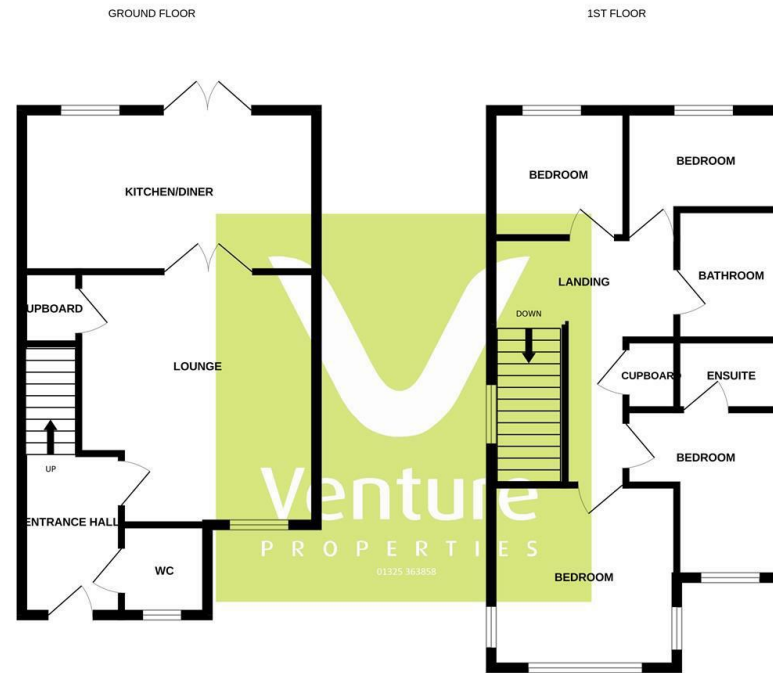 GROUND FLOOR
1ST FLOOR
KITCHEN/DINER
UPBOARD
LOUNGE
UP
ENTRANCE HALL
WC
BEDROOM
BEDROOM
LANDING
BATHROOM
DOWN
CUPBOARD
ENSUITE
BEDROOM
BEDROOM
Venture
PROPERTIES
01325 363858